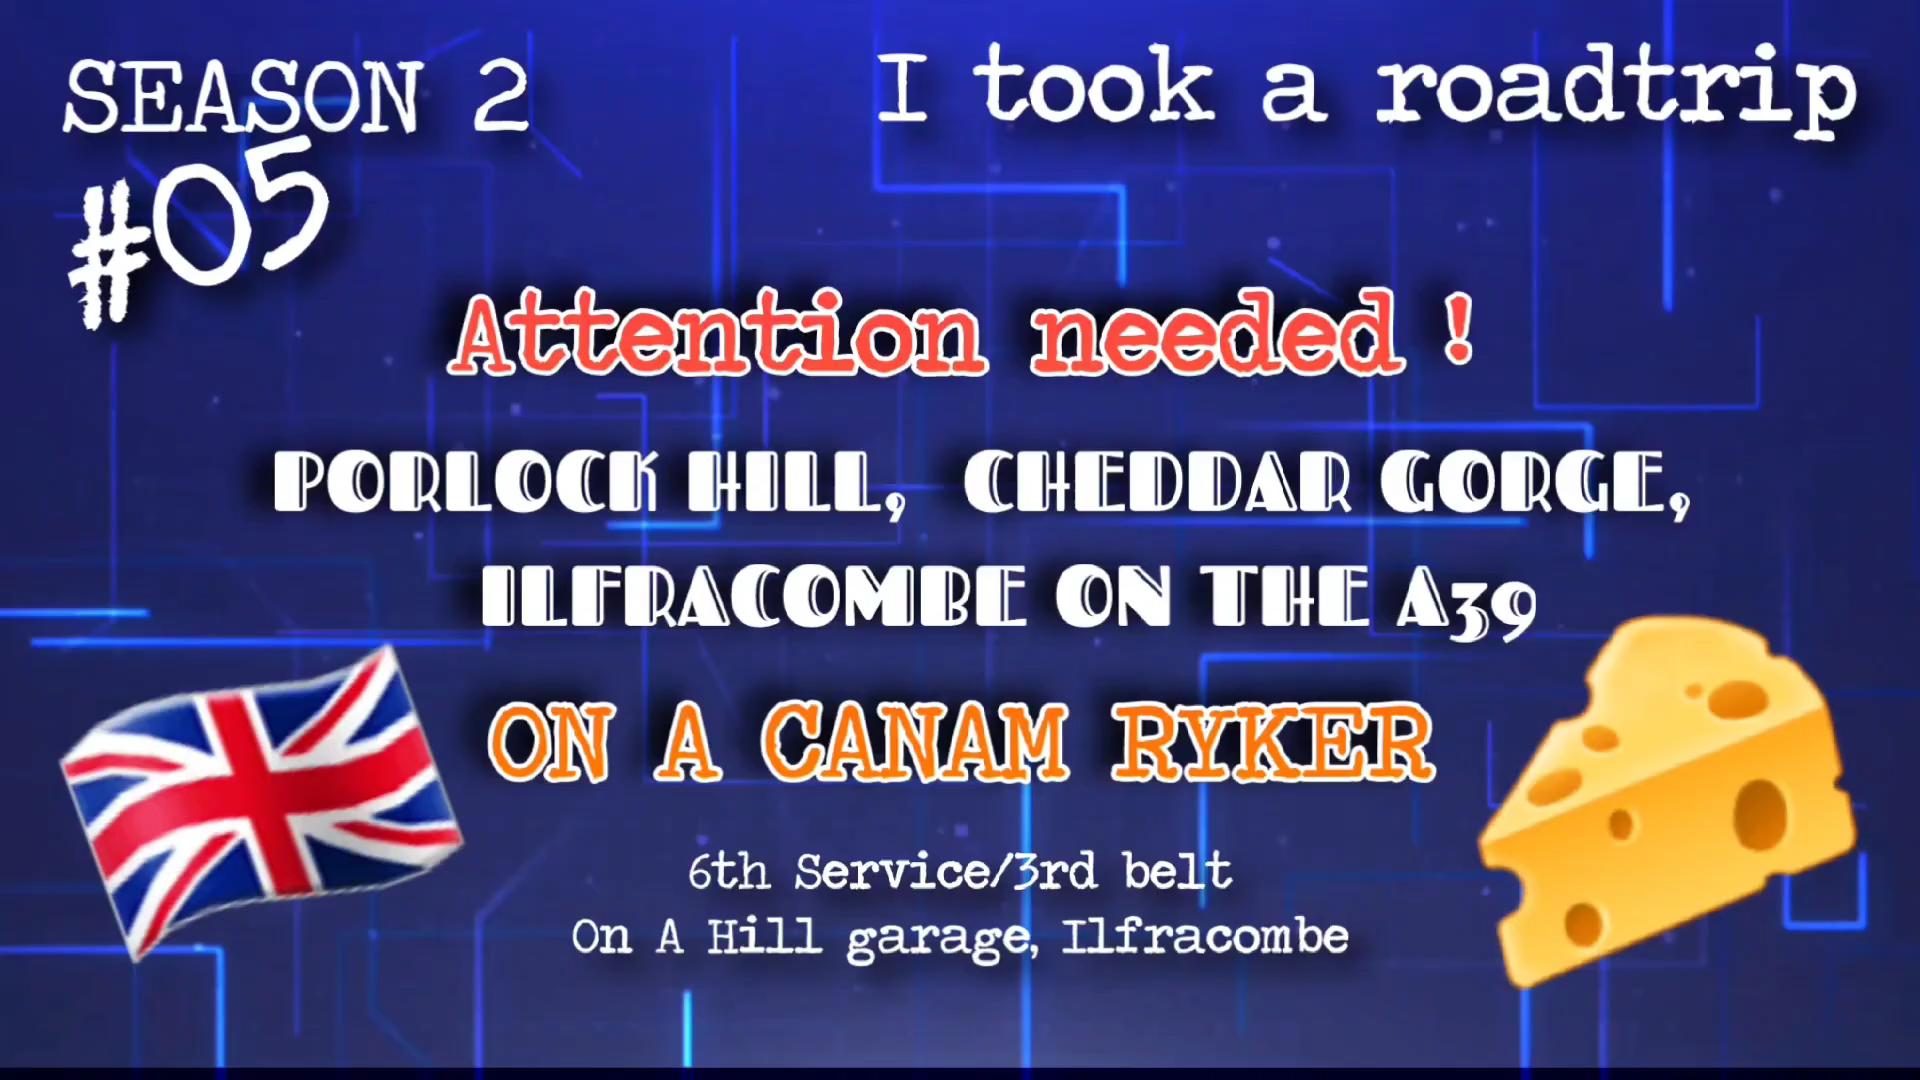 SEASON 2
#05
I took a roadtrip
Attention needed !
PORLOCK HILL, CHEDDAR GORGE,
ILFRACOMBE ON THE A39
ON A CANAM RYKER
6th Service/3rd belt
On A Hill garage, Ilfracombe